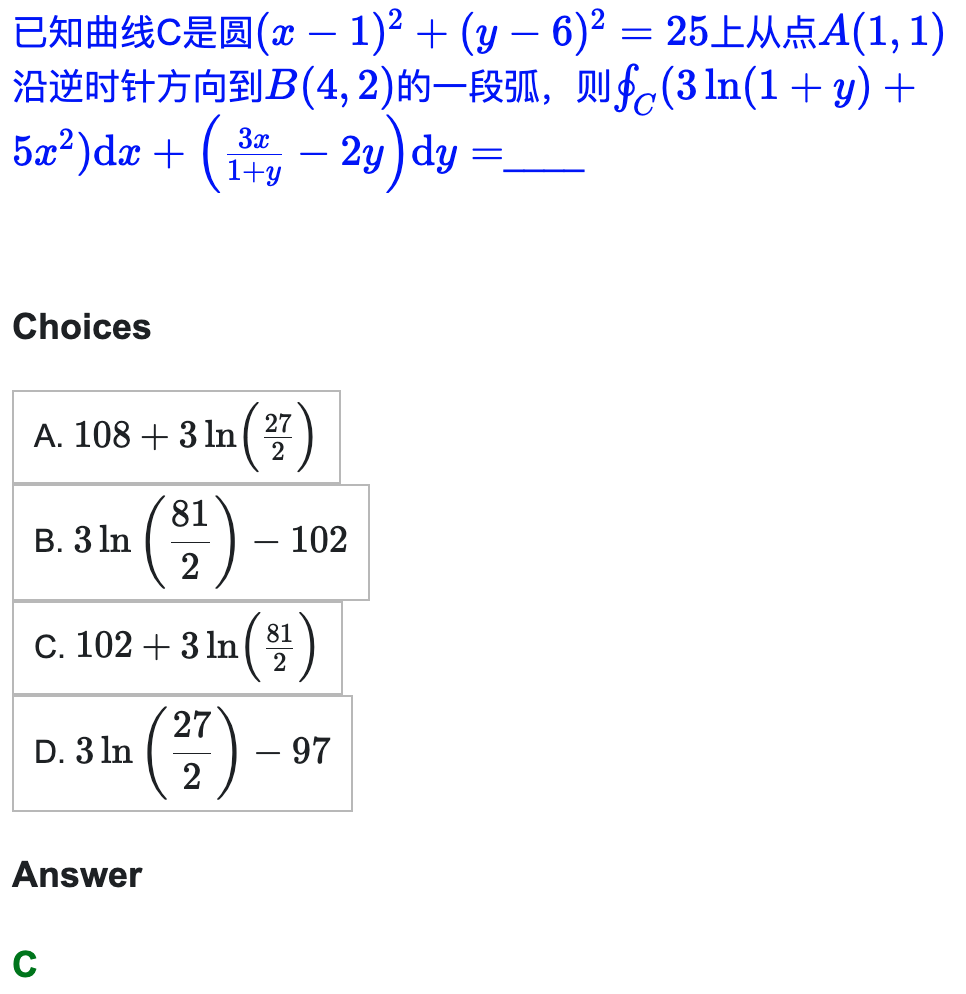 已知曲线C是圆$(x-1)^2+(y-6)^2=25$上从点$A(1,1)$
沿逆时针方向到$B(4,2)$的一段弧，则$\oint_C(3\ln(1+y)+$
$5x^2)\mathrm{d}x+\left(\frac{3x}{1+y}-2y\right)\mathrm{d}y=$____
Choices
A. $108+3\ln\left(\frac{27}{2}\right)$
B. $3\ln\left(\frac{81}{2}\right)-102$
C. $102+3\ln\left(\frac{81}{2}\right)$
D. $3\ln\left(\frac{27}{2}\right)-97$
Answer
C